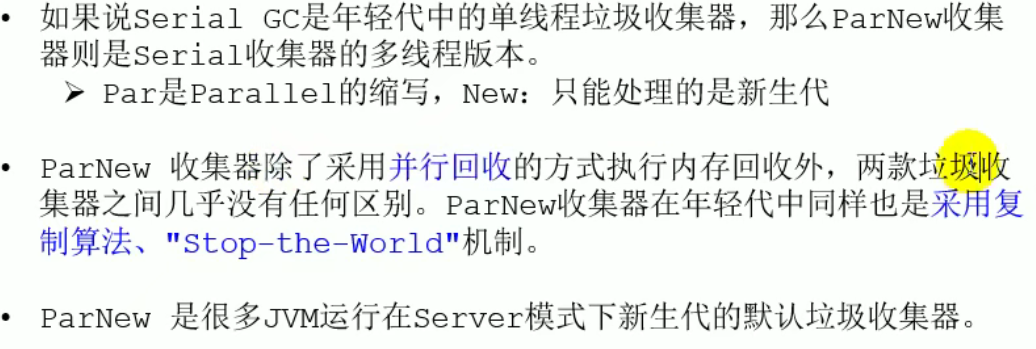 • 如果说Serial GC是年轻代中的单线程垃圾收集器，那么ParNew收集
器则是Serial收集器的多线程版本。
➢ Par是Parallel的缩写，New：只能处理的是新生代
• ParNew 收集器除了采用并行回收的方式执行内存回收外，两款垃圾收
集器之间几乎没有任何区别。ParNew收集器在年轻代中同样也是采用复
制算法、"Stop-the-World"机制。
• ParNew 是很多JVM运行在Server模式下新生代的默认垃圾收集器。